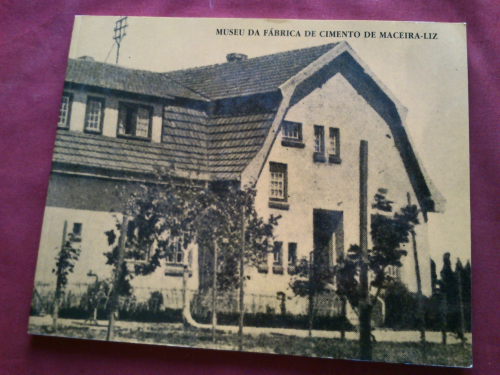 MUSEU DA FÁBRICA DE CIMENTO DE MACEIRA-LIZ